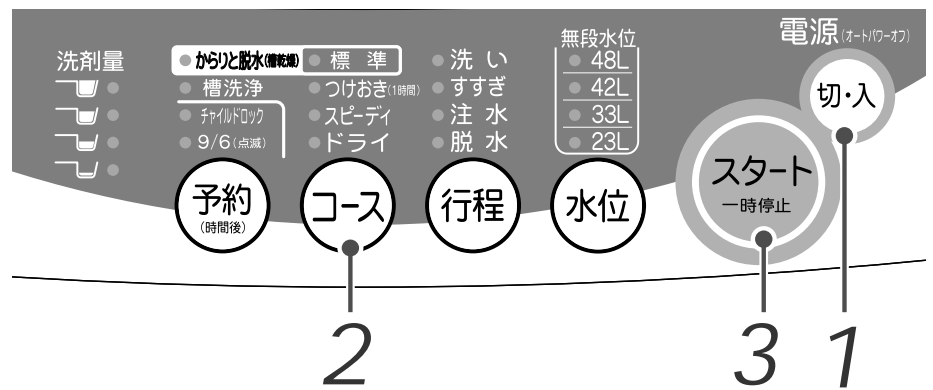 電源(オートパワーオフ)
切・入
洗剤量
からりと脱水(槽乾燥)
槽洗浄
チャイルドロック
9/6(点滅)
標準
つけおき(1時間)
スピーディ
ドライ
洗い
すすぎ
注水
脱水
無段水位
48L
42L
33L
23L
予約
(時間後)
コース
行程
水位
スタート
一時停止
2
3
1